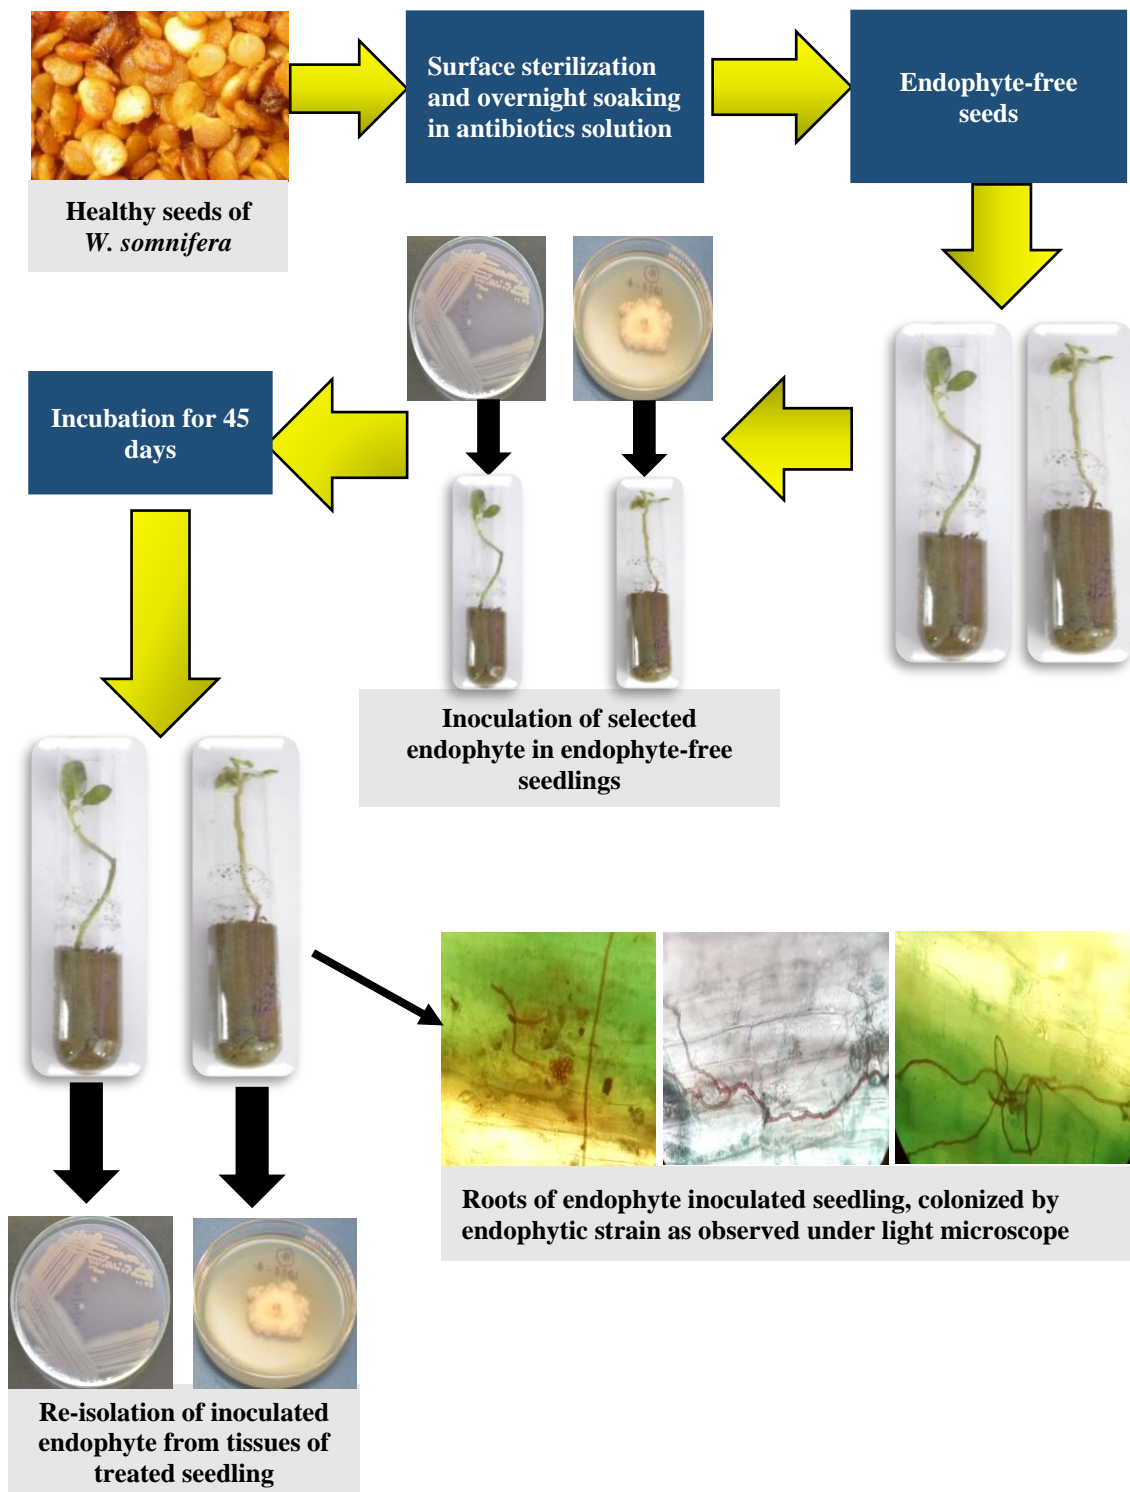 Surface sterilization
and overnight soaking
in antibiotics solution
Endophyte-free
seeds
Healthy seeds of
W. somnifera
Incubation for 45
days
Inoculation of selected
endophyte in endophyte-free
seedlings
Roots of endophyte inoculated seedling, colonized by
endophytic strain as observed under light microscope
Re-isolation of inoculated
endophyte from tissues of
treated seedling